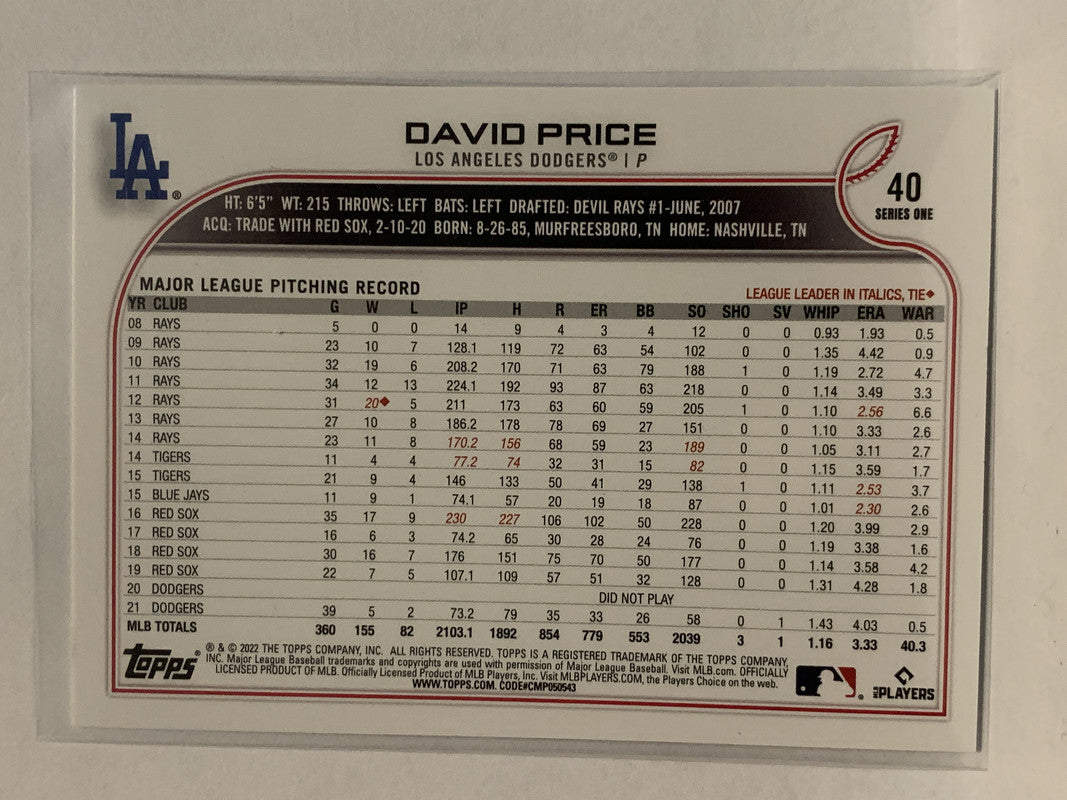 LA®
DAVID PRICE
LOS ANGELES DODGERS® | P
40
SERIES ONE
HT: 6'5" WT: 215 THROWS: LEFT BATS: LEFT DRAFTED: DEVIL RAYS #1-JUNE, 2007
ACQ: TRADE WITH RED SOX, 2-10-20 BORN: 8-26-85, MURFREESBORO, TN HOME: NASHVILLE, TN
MAJOR LEAGUE PITCHING RECORD
LEAGUE LEADER IN ITALICS, TIE◆
YR CLUB G W L IP H R ER BB SO SHO SV WHIP ERA WAR
08 RAYS 5 0 0 14 9 4 3 4 12 0 0 0.93 1.93 0.5
09 RAYS 23 10 7 128.1 119 72 63 54 102 0 0 1.35 4.42 0.9
10 RAYS 32 19 6 208.2 170 71 63 79 188 1 0 1.19 2.72 4.7
11 RAYS 34 12 13 224.1 192 93 87 63 218 0 0 1.14 3.49 3.3
12 RAYS 31 20◆ 5 211 173 63 60 59 205 1 0 1.10 2.56 6.6
13 RAYS 27 10 8 186.2 178 78 69 27 151 0 0 1.10 3.33 2.6
14 RAYS 23 11 8 170.2 156 68 59 23 189 0 0 1.05 3.11 2.7
14 TIGERS 11 4 4 77.2 74 32 31 15 82 0 0 1.15 3.59 1.7
15 TIGERS 21 9 4 146 133 50 41 29 138 1 0 1.11 2.53 3.7
15 BLUE JAYS 11 9 1 74.1 57 20 19 18 87 0 0 1.01 2.30 2.6
16 RED SOX 35 17 9 230 227 106 102 50 228 0 0 1.20 3.99 2.9
17 RED SOX 16 6 3 74.2 65 30 28 24 76 0 0 1.19 3.38 1.6
18 RED SOX 30 16 7 176 151 75 70 50 177 0 0 1.14 3.58 4.2
19 RED SOX 22 7 5 107.1 109 57 51 32 128 0 0 1.31 4.28 1.8
20 DODGERS DID NOT PLAY
21 DODGERS 39 5 2 73.2 79 35 33 26 58 0 1 1.43 4.03 0.5
MLB TOTALS 360 155 82 2103.1 1892 854 779 553 2039 3 1 1.16 3.33 40.3
topps®
® & © 2022 THE TOPPS COMPANY, INC. ALL RIGHTS RESERVED. TOPPS IS A REGISTERED TRADEMARK OF THE TOPPS COMPANY,
INC. Major League Baseball trademarks and copyrights are used with permission of Major League Baseball. Visit MLB.com. OFFICIALLY
LICENSED PRODUCT OF MLB. Officially Licensed Product of MLB Players, Inc. Visit MLBPLAYERS.COM, the Players Choice on the web.
WWW.TOPPS.COM. CODE#CMP050543
MLB PLAYERS